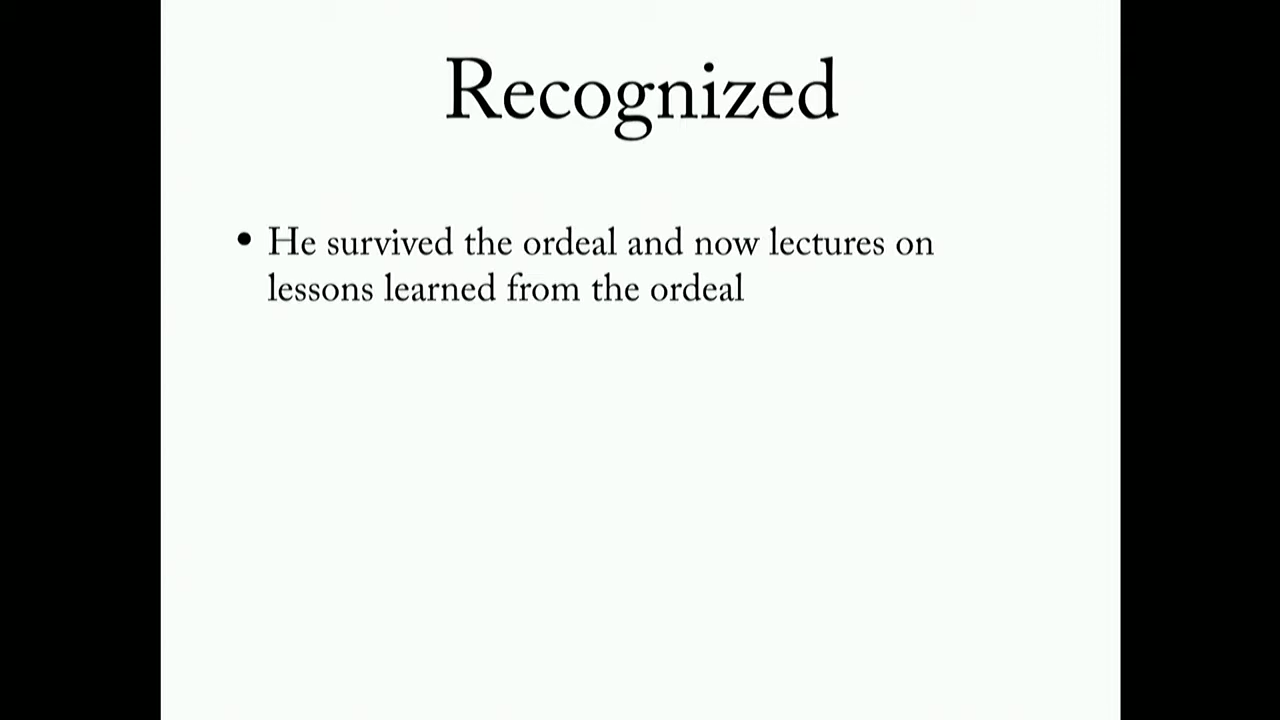 Recognized
• He survived the ordeal and now lectures on
lessons learned from the ordeal